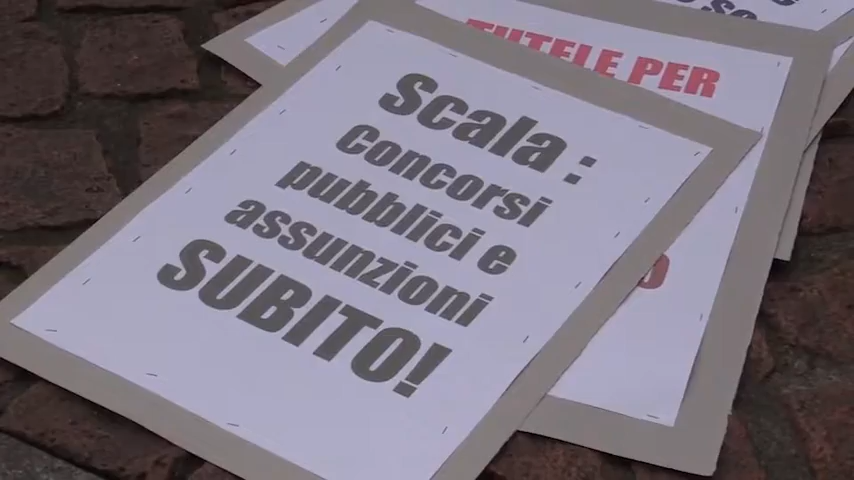 TUTELE PER
Scala :
Concorsi
pubblici e
assunzioni
SUBITO!